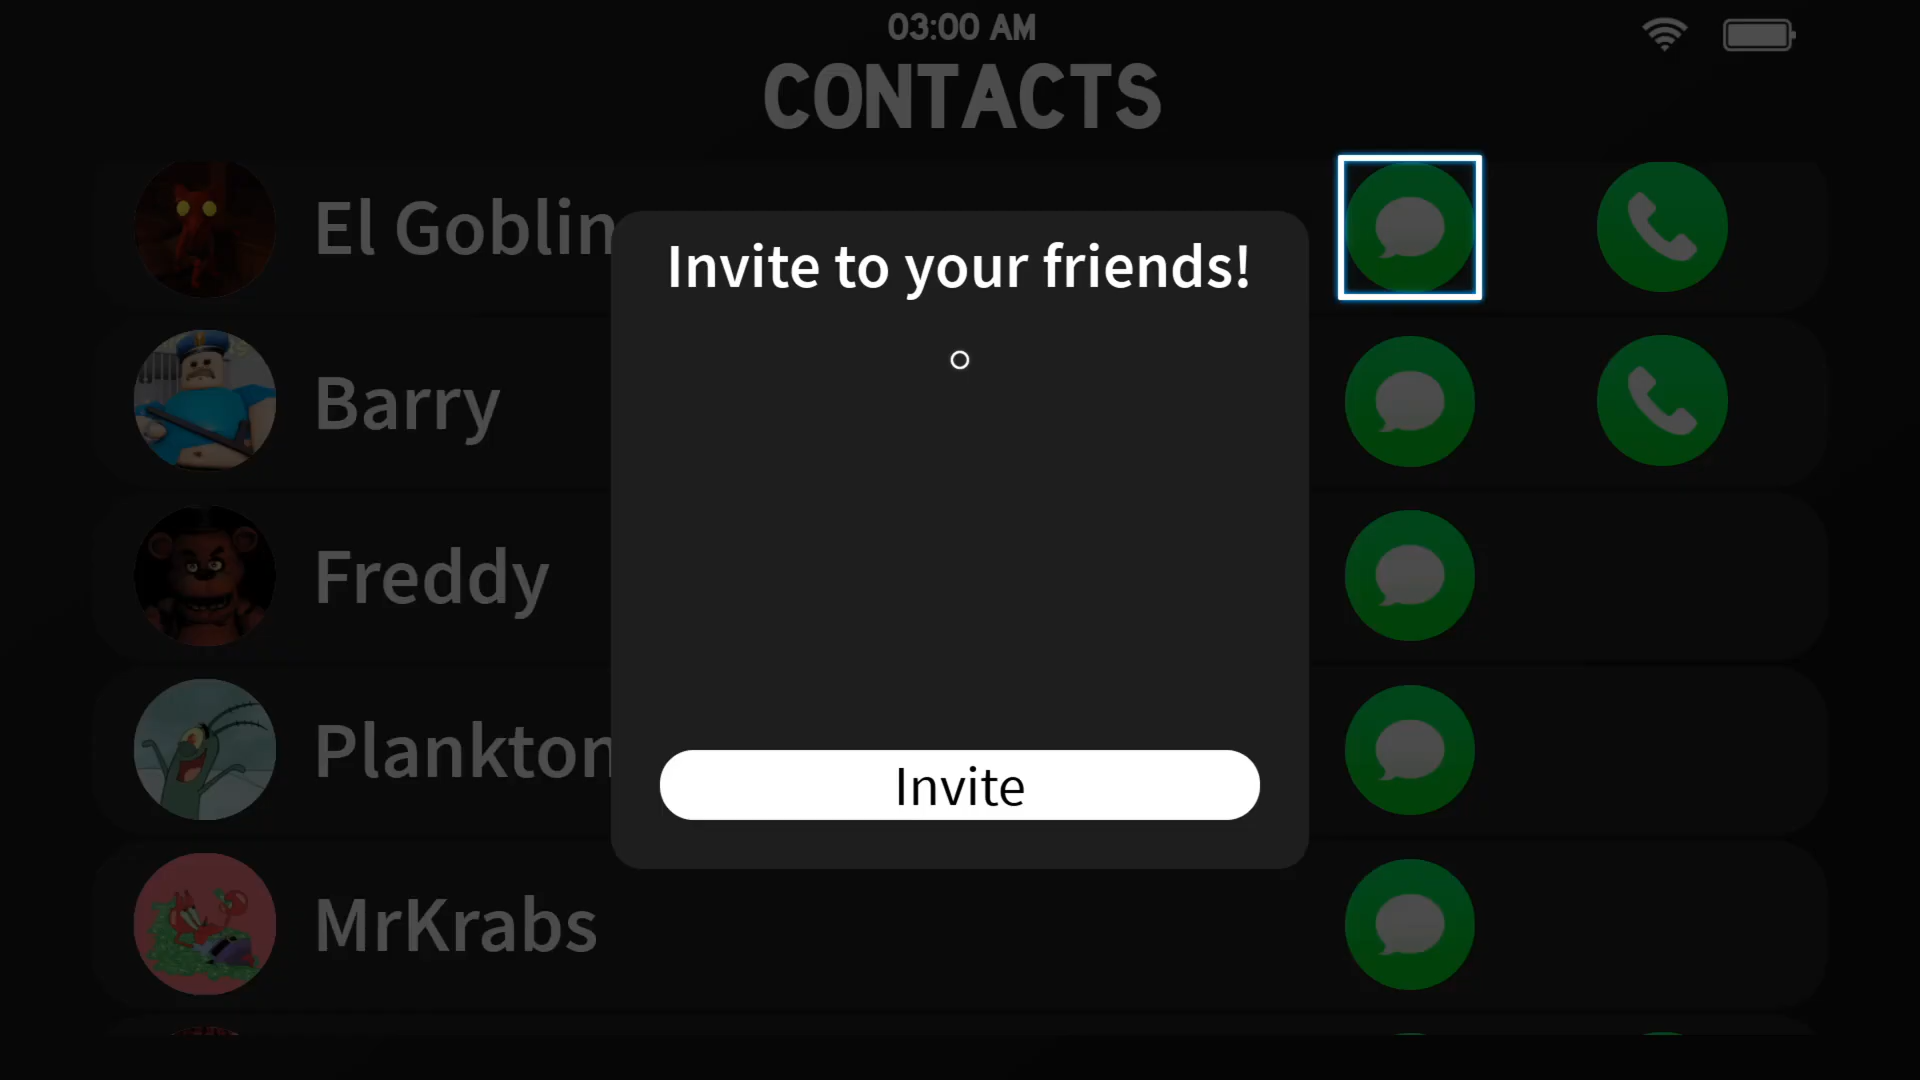 03:00 AM
CONTACTS
El Goblin
Invite to your friends!
Barry
Freddy
Plankton
Invite
MrKrabs